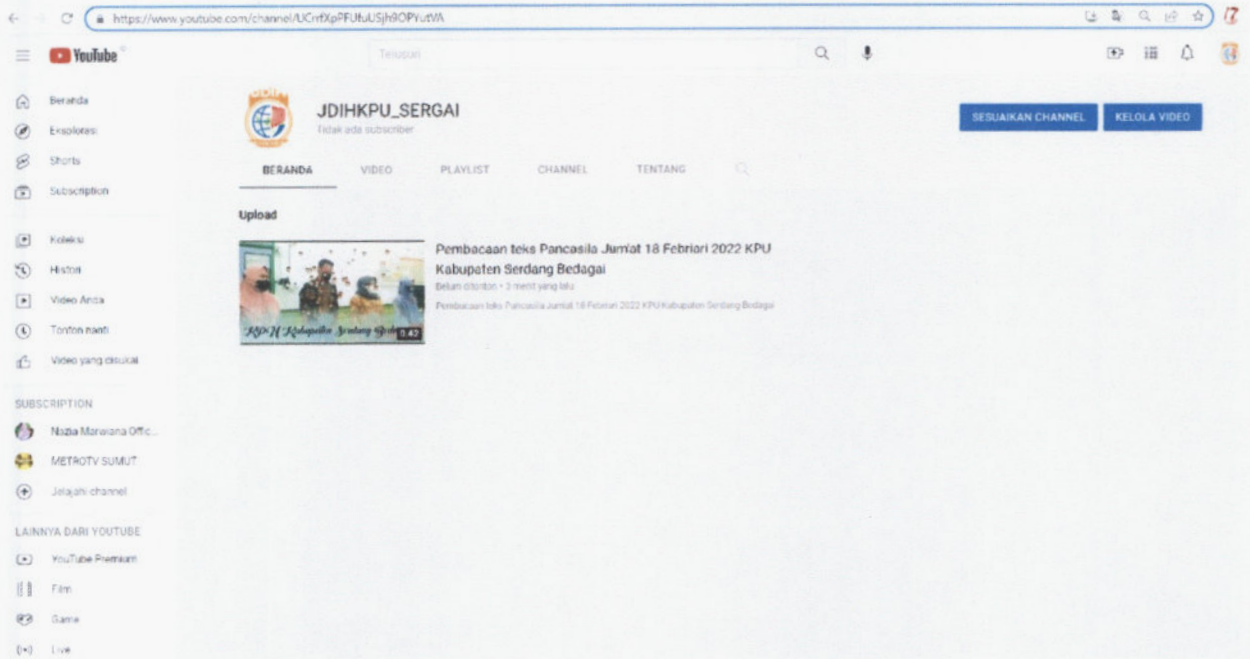 https://www.youtube.com/channel/UCrrfXpPFUfuUSjh9OPYutVA
YouTube
Telusuri
Beranda
Eksplorasi
Shorts
Subscription
Koleksi
Histori
Video Anda
Tonton nanti
Video yang disukai
SUBSCRIPTION
Nazia Marwiana Offic...
METROTV SUMUT
Jelajahi channel
LAINNYA DARI YOUTUBE
YouTube Premium
Film
Game
Live
JDIHKPU_SERGAI
Tidak ada subscriber
SESUAIKAN CHANNEL
KELOLA VIDEO
BERANDA VIDEO PLAYLIST CHANNEL TENTANG
Upload
KPU Kabupaten Serdang
0:42
Pembacaan teks Pancasila Jum'at 18 Febriari 2022 KPU
Kabupaten Serdang Bedagai
Belum ditonton • 3 menit yang lalu
Pembacaan teks Pancasila Jum'at 18 Februari 2022 KPU Kabupaten Serdang Bedagai